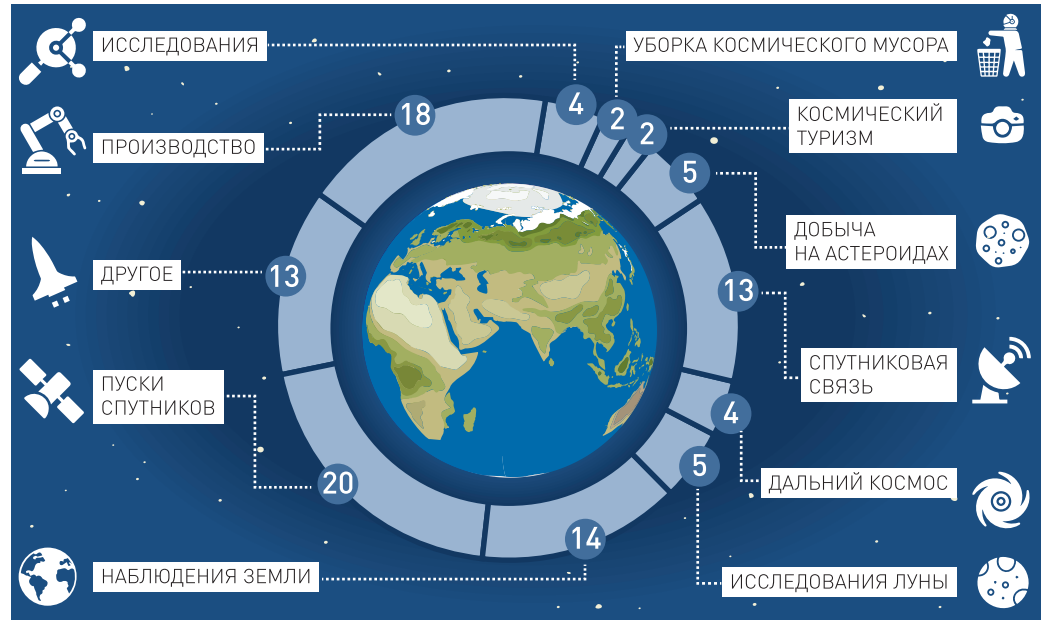 ИССЛЕДОВАНИЯ
4
УБОРКА КОСМИЧЕСКОГО МУСОРА
2
ПРОИЗВОДСТВО
18
КОСМИЧЕСКИЙ
ТУРИЗМ
2
ДОБЫЧА
НА АСТЕРОИДАХ
5
ДРУГОЕ
13
СПУТНИКОВАЯ
СВЯЗЬ
13
ПУСКИ
СПУТНИКОВ
20
ДАЛЬНИЙ КОСМОС
4
НАБЛЮДЕНИЯ ЗЕМЛИ
14
ИССЛЕДОВАНИЯ ЛУНЫ
5